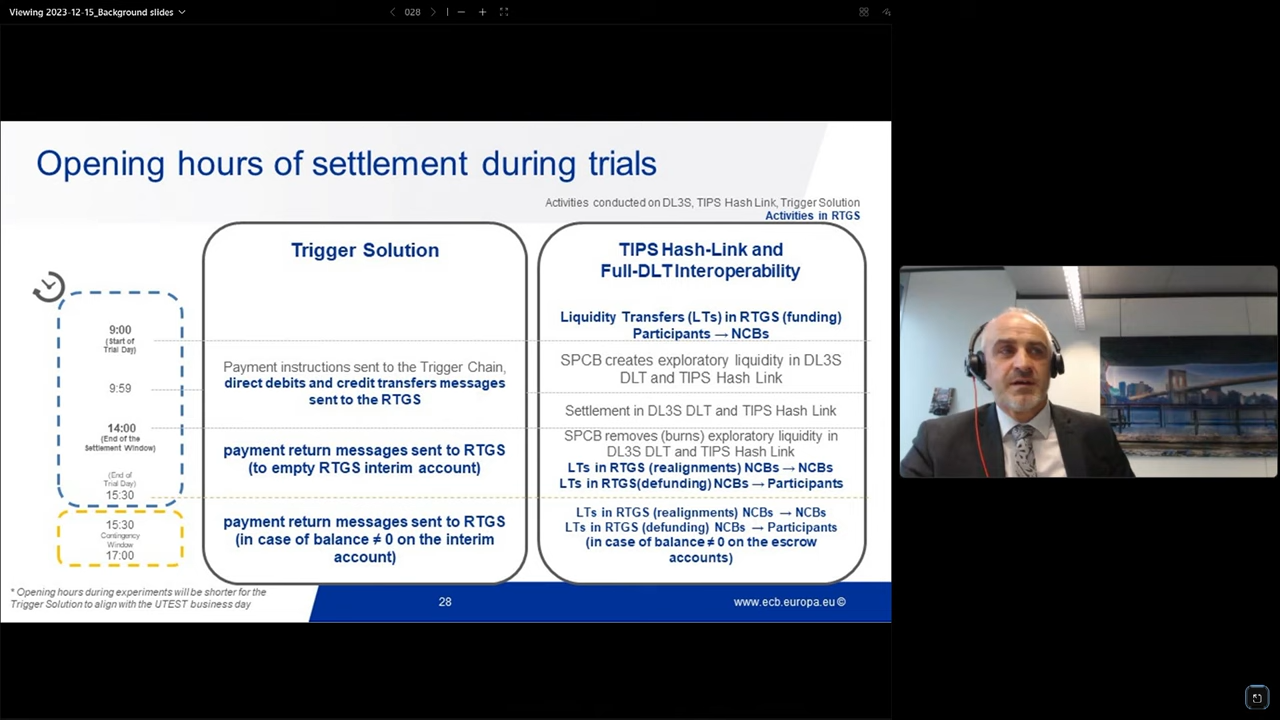 Viewing 2023-12-15_Background slides
028
Opening hours of settlement during trials
Activities conducted on DL3S, TIPS Hash Link, Trigger Solution
Activities in RTGS
9:00
(Start of
Trial Day)
9:59
14:00
(End of the
Settlement Window)
(End of
Trial Day)
15:30
15:30
Contingency
Window
17:00
Trigger Solution
Payment instructions sent to the Trigger Chain,
direct debits and credit transfers messages
sent to the RTGS
payment return messages sent to RTGS
(to empty RTGS interim account)
payment return messages sent to RTGS
(in case of balance ≠ 0 on the interim
account)
TIPS Hash-Link and
Full-DLT Interoperability
Liquidity Transfers (LTs) in RTGS (funding)
Participants → NCBs
SPCB creates exploratory liquidity in DL3S
DLT and TIPS Hash Link
Settlement in DL3S DLT and TIPS Hash Link
SPCB removes (burns) exploratory liquidity in
DL3S DLT and TIPS Hash Link
LTs in RTGS (realignments) NCBs → NCBs
LTs in RTGS(defunding) NCBs → Participants
LTs in RTGS (realignments) NCBs → NCBs
LTs in RTGS (defunding) NCBs → Participants
(in case of balance ≠ 0 on the escrow
accounts)
* Opening hours during experiments will be shorter for the
Trigger Solution to align with the UTEST business day
28
www.ecb.europa.eu ©